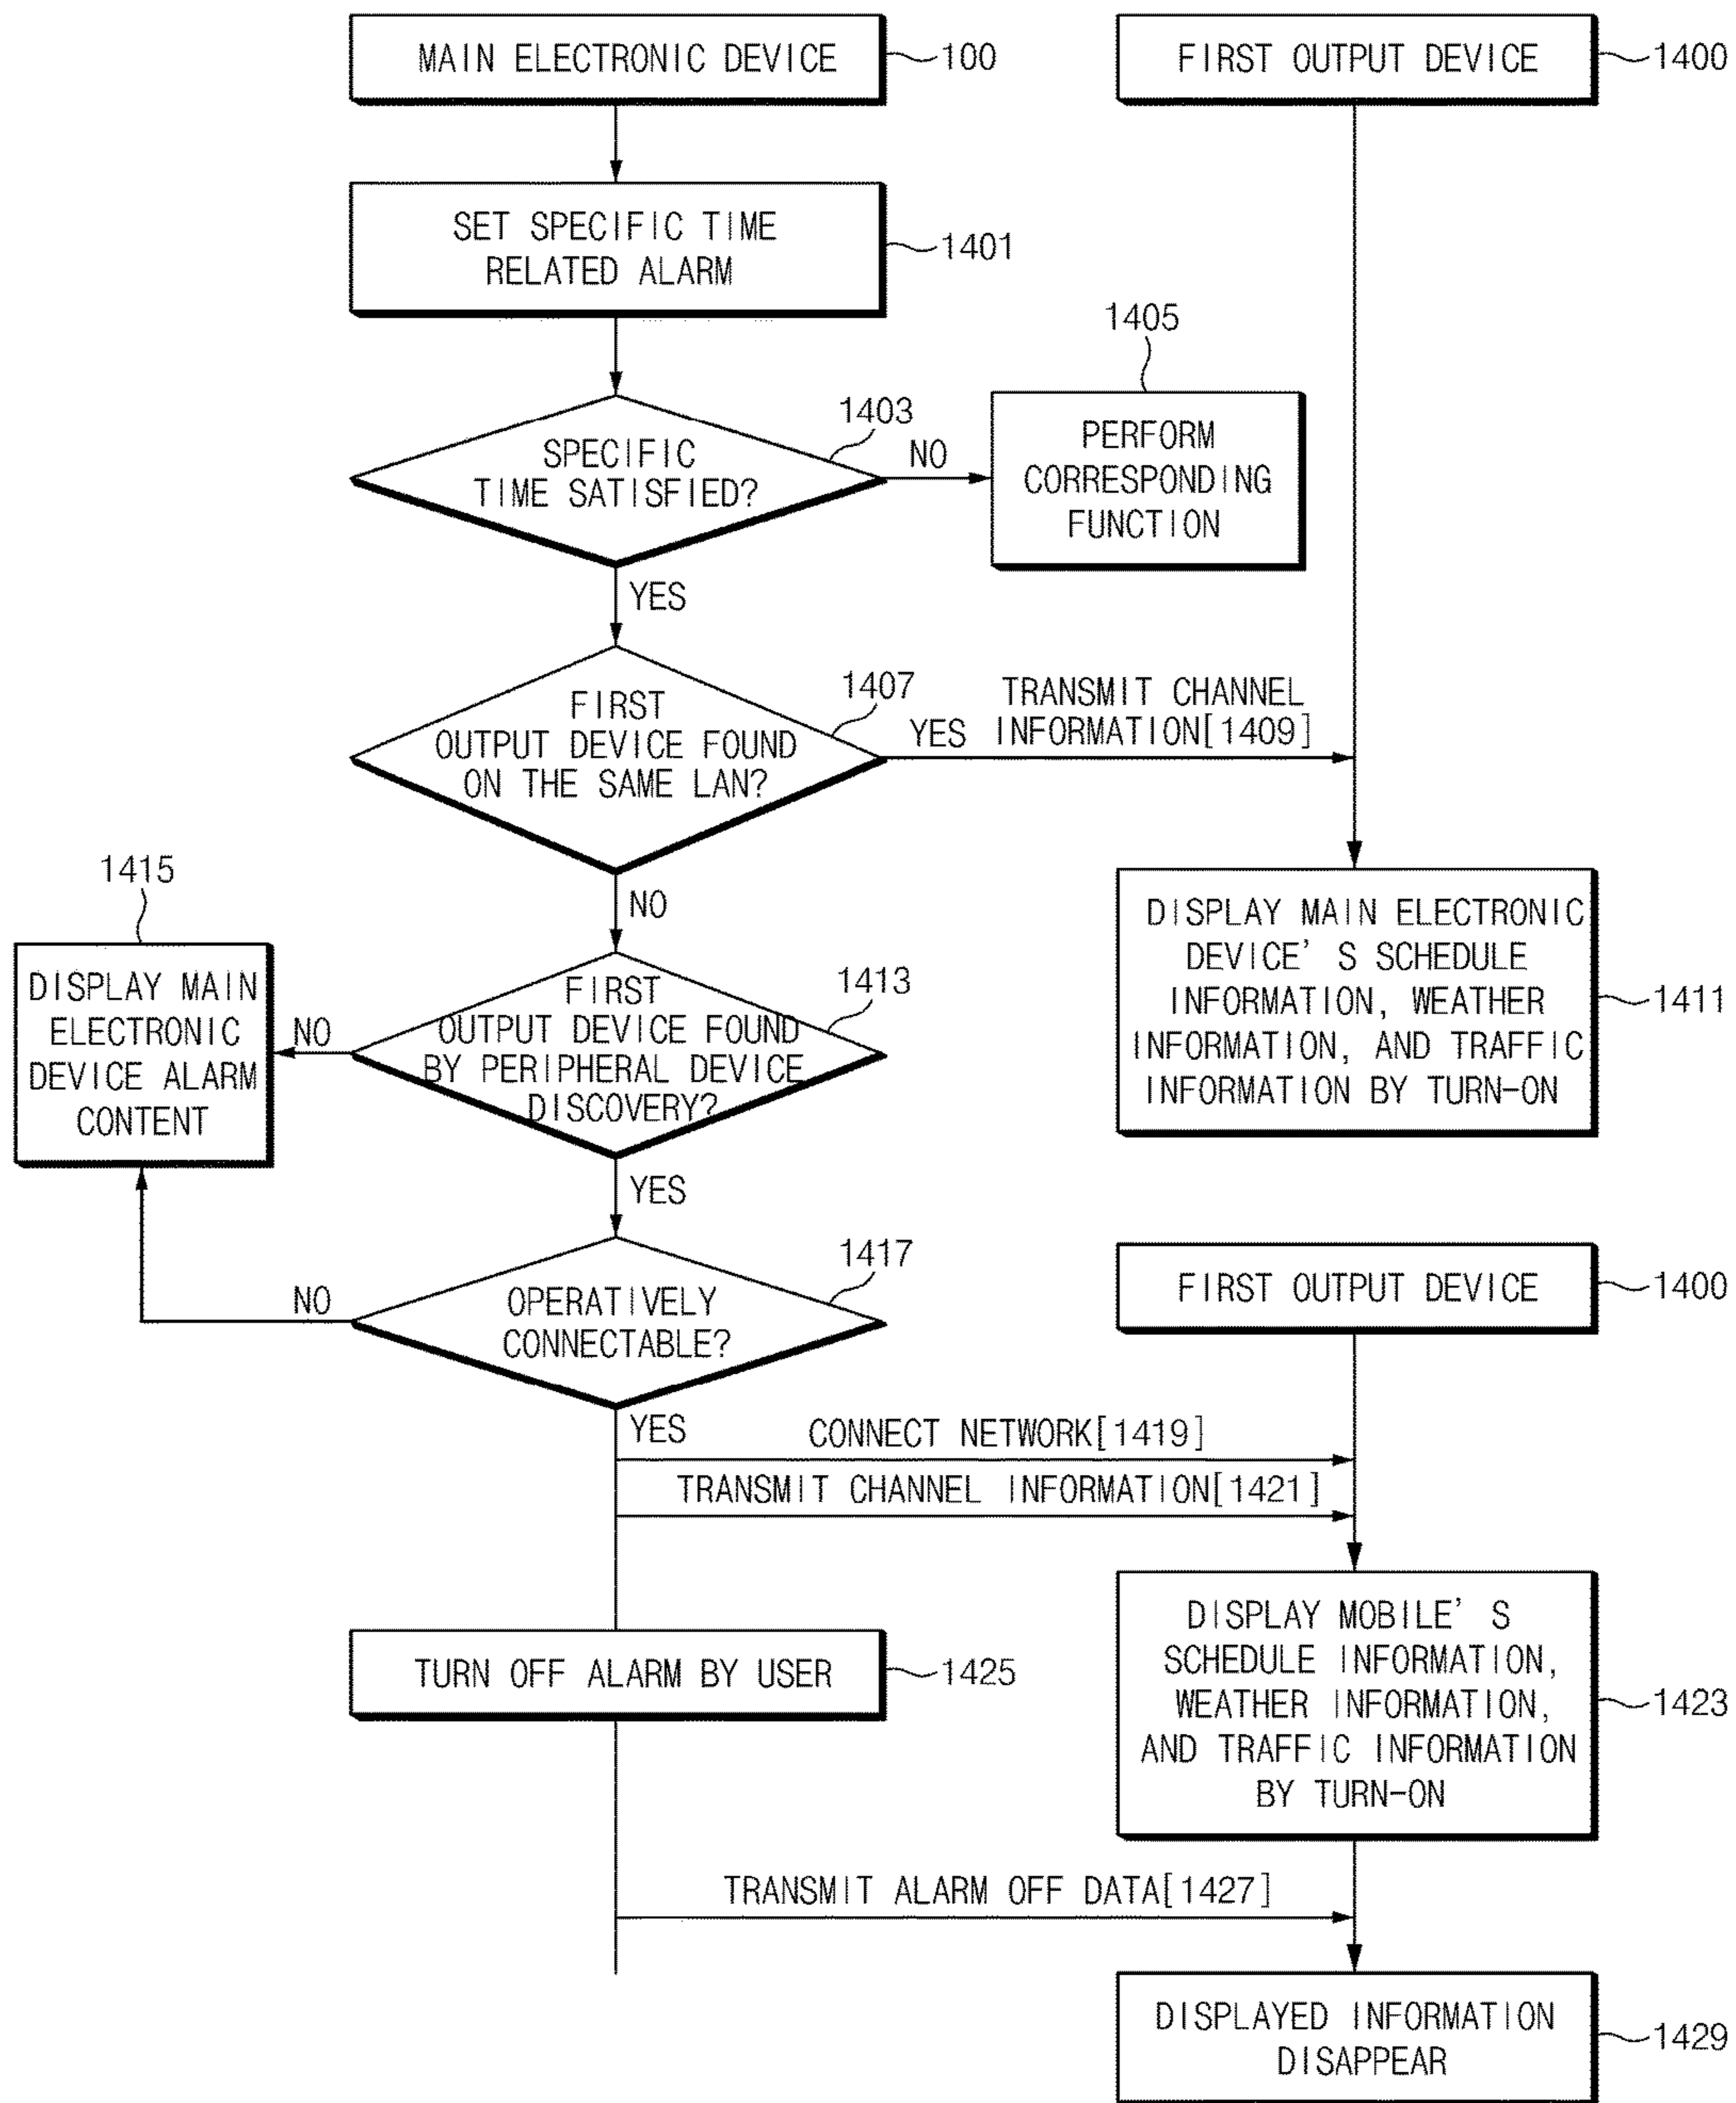 MAIN ELECTRONIC DEVICE
100
FIRST OUTPUT DEVICE
1400
SET SPECIFIC TIME
RELATED ALARM
1401
1405
1403
SPECIFIC
TIME SATISFIED?
NO
PERFORM
CORRESPONDING
FUNCTION
YES
1407
FIRST
OUTPUT DEVICE FOUND
ON THE SAME LAN?
YES
TRANSMIT CHANNEL
INFORMATION[1409]
NO
1415
DISPLAY MAIN
ELECTRONIC
DEVICE ALARM
CONTENT
NO
1413
FIRST
OUTPUT DEVICE FOUND
BY PERIPHERAL DEVICE
DISCOVERY?
DISPLAY MAIN ELECTRONIC
DEVICE' S SCHEDULE
INFORMATION, WEATHER
INFORMATION, AND TRAFFIC
INFORMATION BY TURN-ON
1411
YES
1417
NO
OPERATIVELY
CONNECTABLE?
FIRST OUTPUT DEVICE
1400
YES
CONNECT NETWORK[1419]
TRANSMIT CHANNEL INFORMATION[1421]
TURN OFF ALARM BY USER
1425
DISPLAY MOBILE' S
SCHEDULE INFORMATION,
WEATHER INFORMATION,
AND TRAFFIC INFORMATION
BY TURN-ON
1423
TRANSMIT ALARM OFF DATA[1427]
DISPLAYED INFORMATION
DISAPPEAR
1429